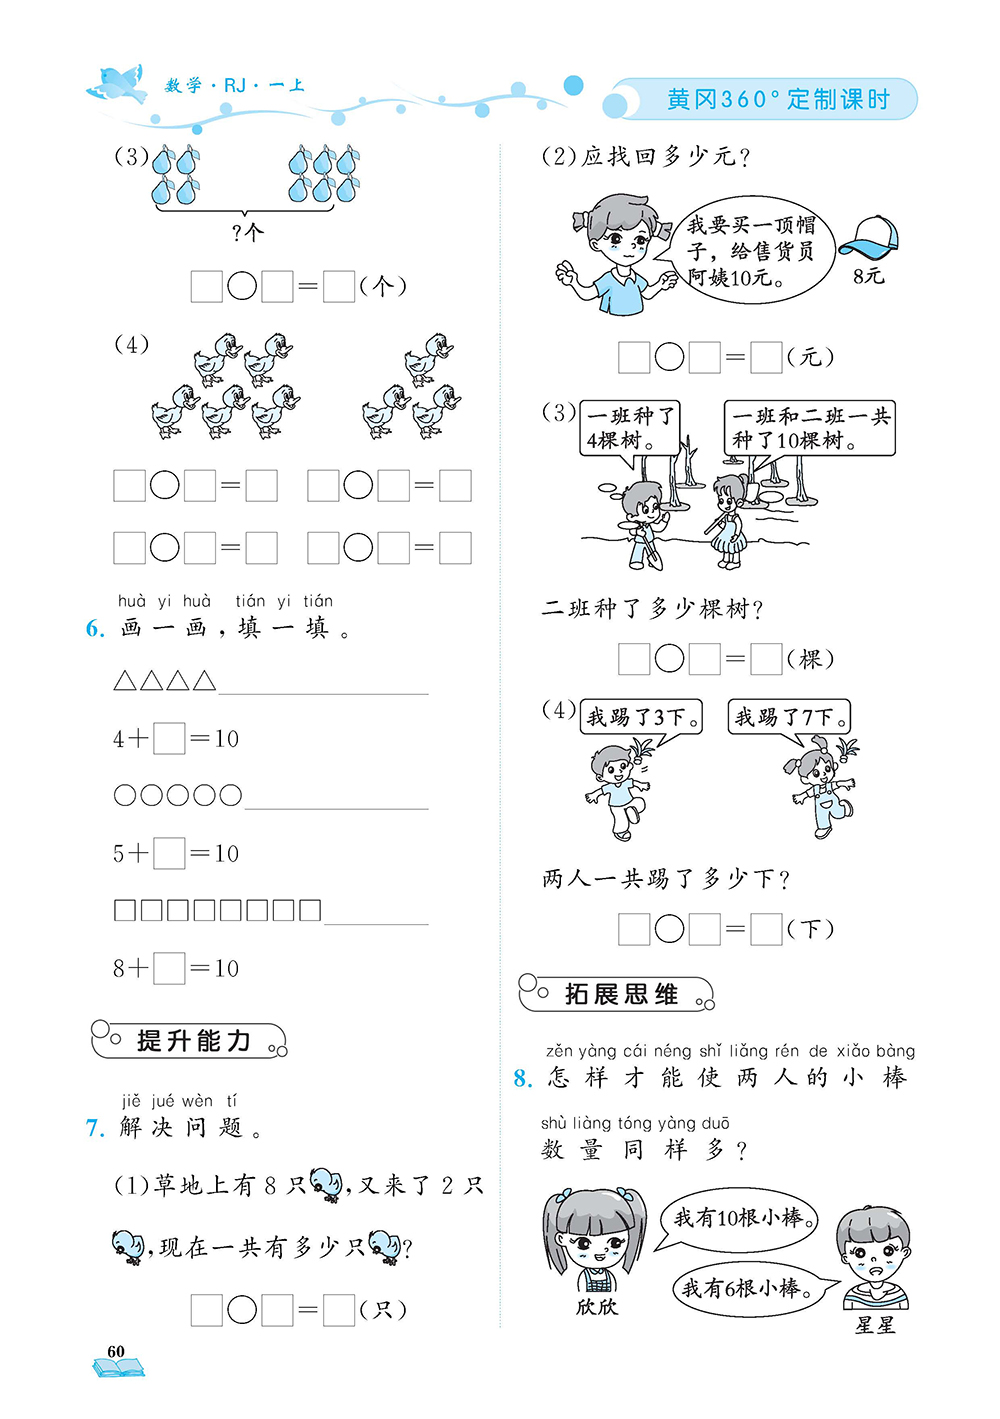 数学·RJ·一上
黄冈360°定制课时
(3)
?个
□○□=□(个)
(4)
□○□=□ □○□=□
□○□=□ □○□=□
huà yi huà tián yi tián
6. 画一画,填一填。
△△△△
4+□=10
○○○○○
5+□=10
□□□□□□□□
8+□=10
提升能力
jiě jué wèn tí
7. 解决问题。
(1)草地上有8只,又来了2只
,现在一共有多少只?
□○□=□(只)
60
(2)应找回多少元?
我要买一顶帽
子,给售货员
阿姨10元。
8元
□○□=□(元)
(3)
一班种了
4棵树。
一班和二班一共
种了10棵树。
二班种了多少棵树?
□○□=□(棵)
(4)
我踢了3下。
我踢了7下。
两人一共踢了多少下?
□○□=□(下)
拓展思维
zěn yàng cái néng shǐ liǎng rén de xiǎo bàng
8. 怎样才能使两人的小棒
shù liàng tóng yàng duō
数量同样多?
我有10根小棒。
我有6根小棒。
欣欣
星星